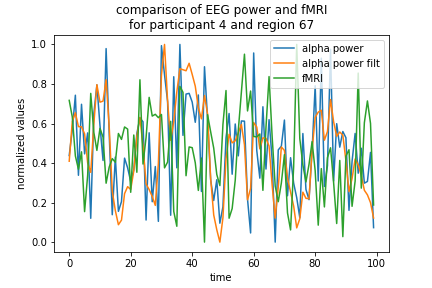 comparison of EEG power and fMRI
for participant 4 and region 67
alpha power
alpha power filt
fMRI
normalized values
1.0
0.8
0.6
0.4
0.2
0.0
0
20
40
60
80
100
time